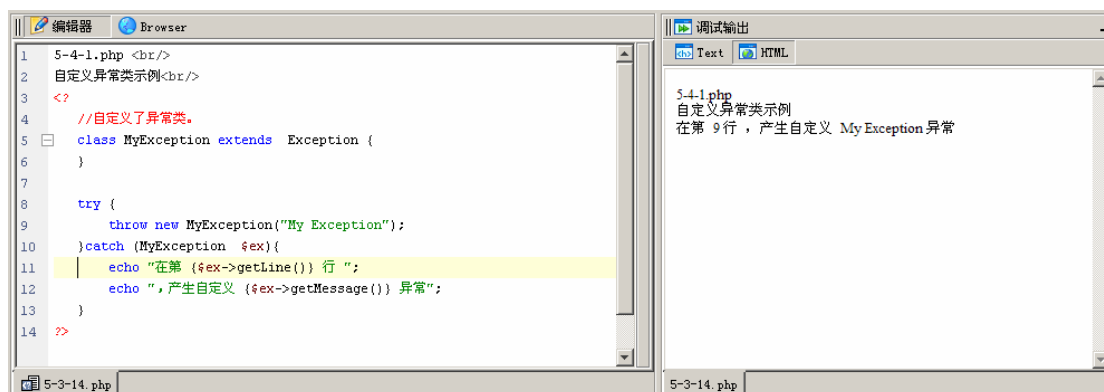 编辑器 Browser
1 5-4-1.php <br/>
2 自定义异常类示例<br/>
3 <?
4 //自定义了异常类。
5 class MyException extends Exception {
6 }
7
8 try {
9 throw new MyException("My Exception");
10 }catch (MyException $ex){
11 echo "在第 {$ex->getLine()} 行 ";
12 echo ",产生自定义 {$ex->getMessage()} 异常";
13 }
14 ?>
5-3-14.php
调试输出
Text HTML
5-4-1.php
自定义异常类示例
在第 9行 ,产生自定义 My Exception 异常
5-3-14.php